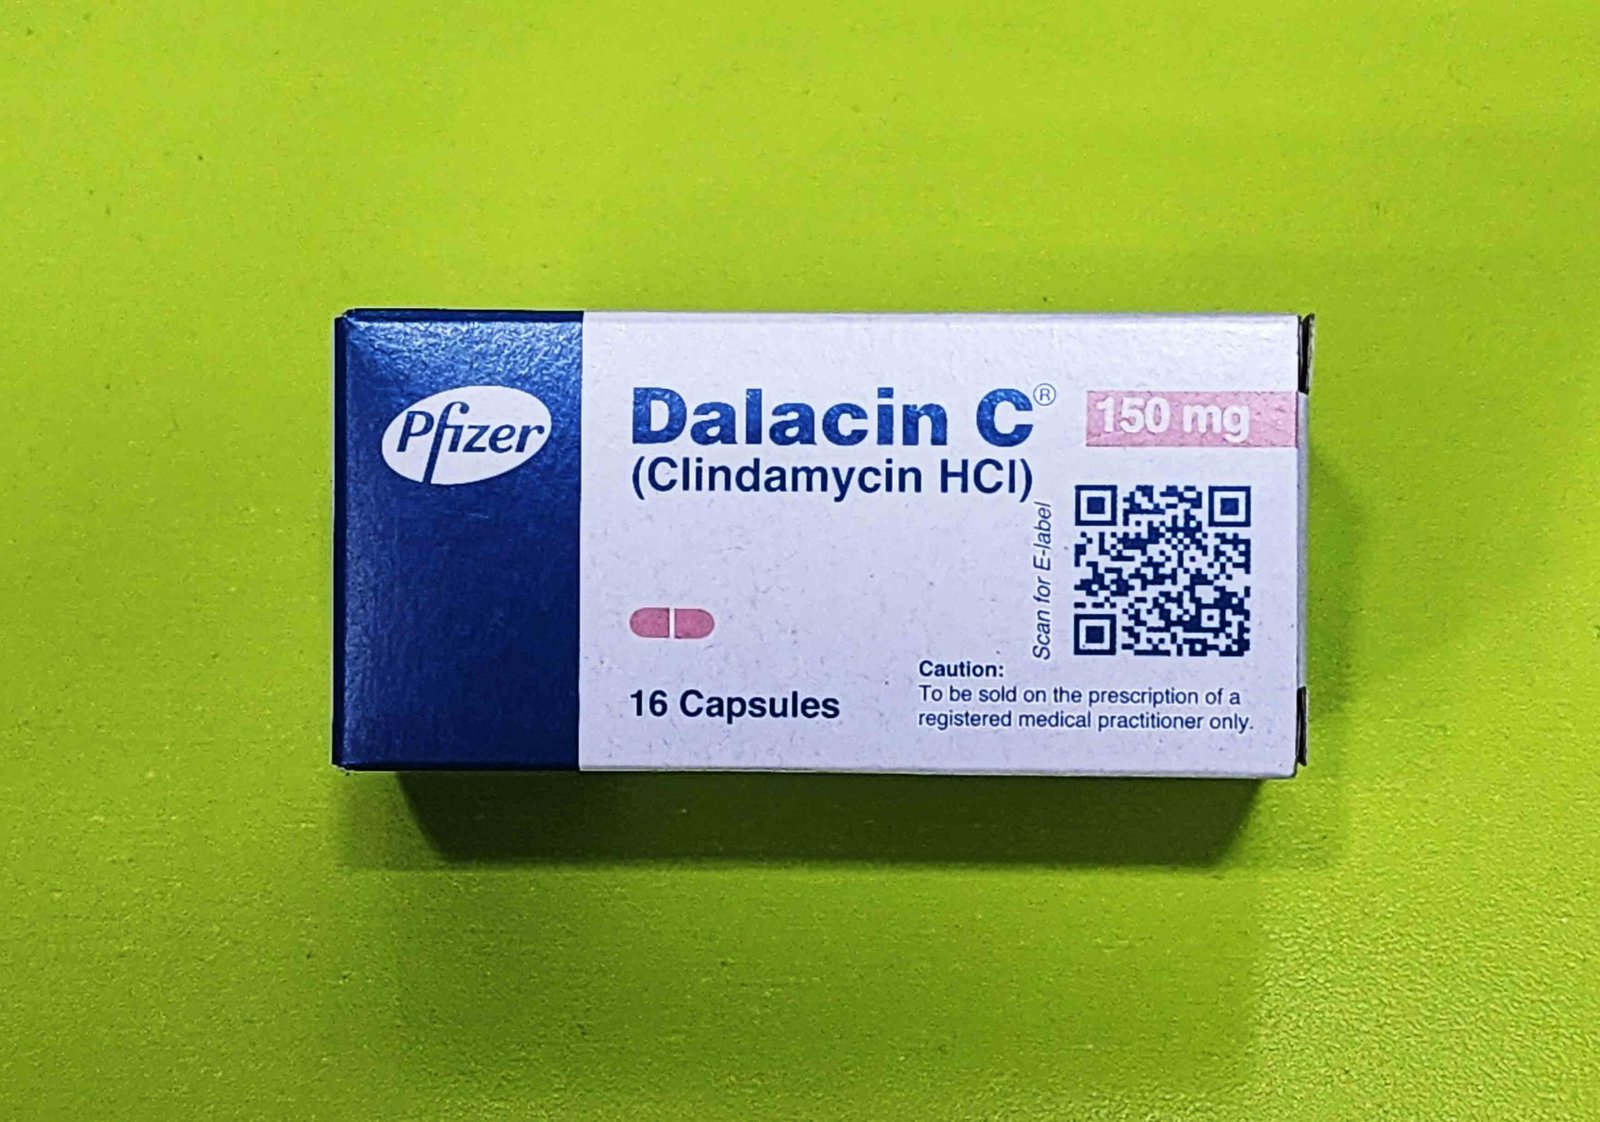 Pfizer
Dalacin C®
150 mg
(Clindamycin HCl)
Scan for E-label
16 Capsules
Caution:
To be sold on the prescription of a
registered medical practitioner only.